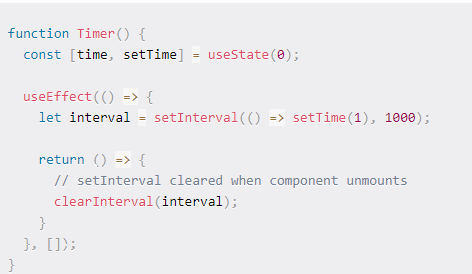 function Timer() {
  const [time, setTime] = useState(0);

  useEffect(() => {
    let interval = setInterval(() => setTime(1), 1000);

    return () => {
      // setInterval cleared when component unmounts
      clearInterval(interval);
    }
  }, []);
}